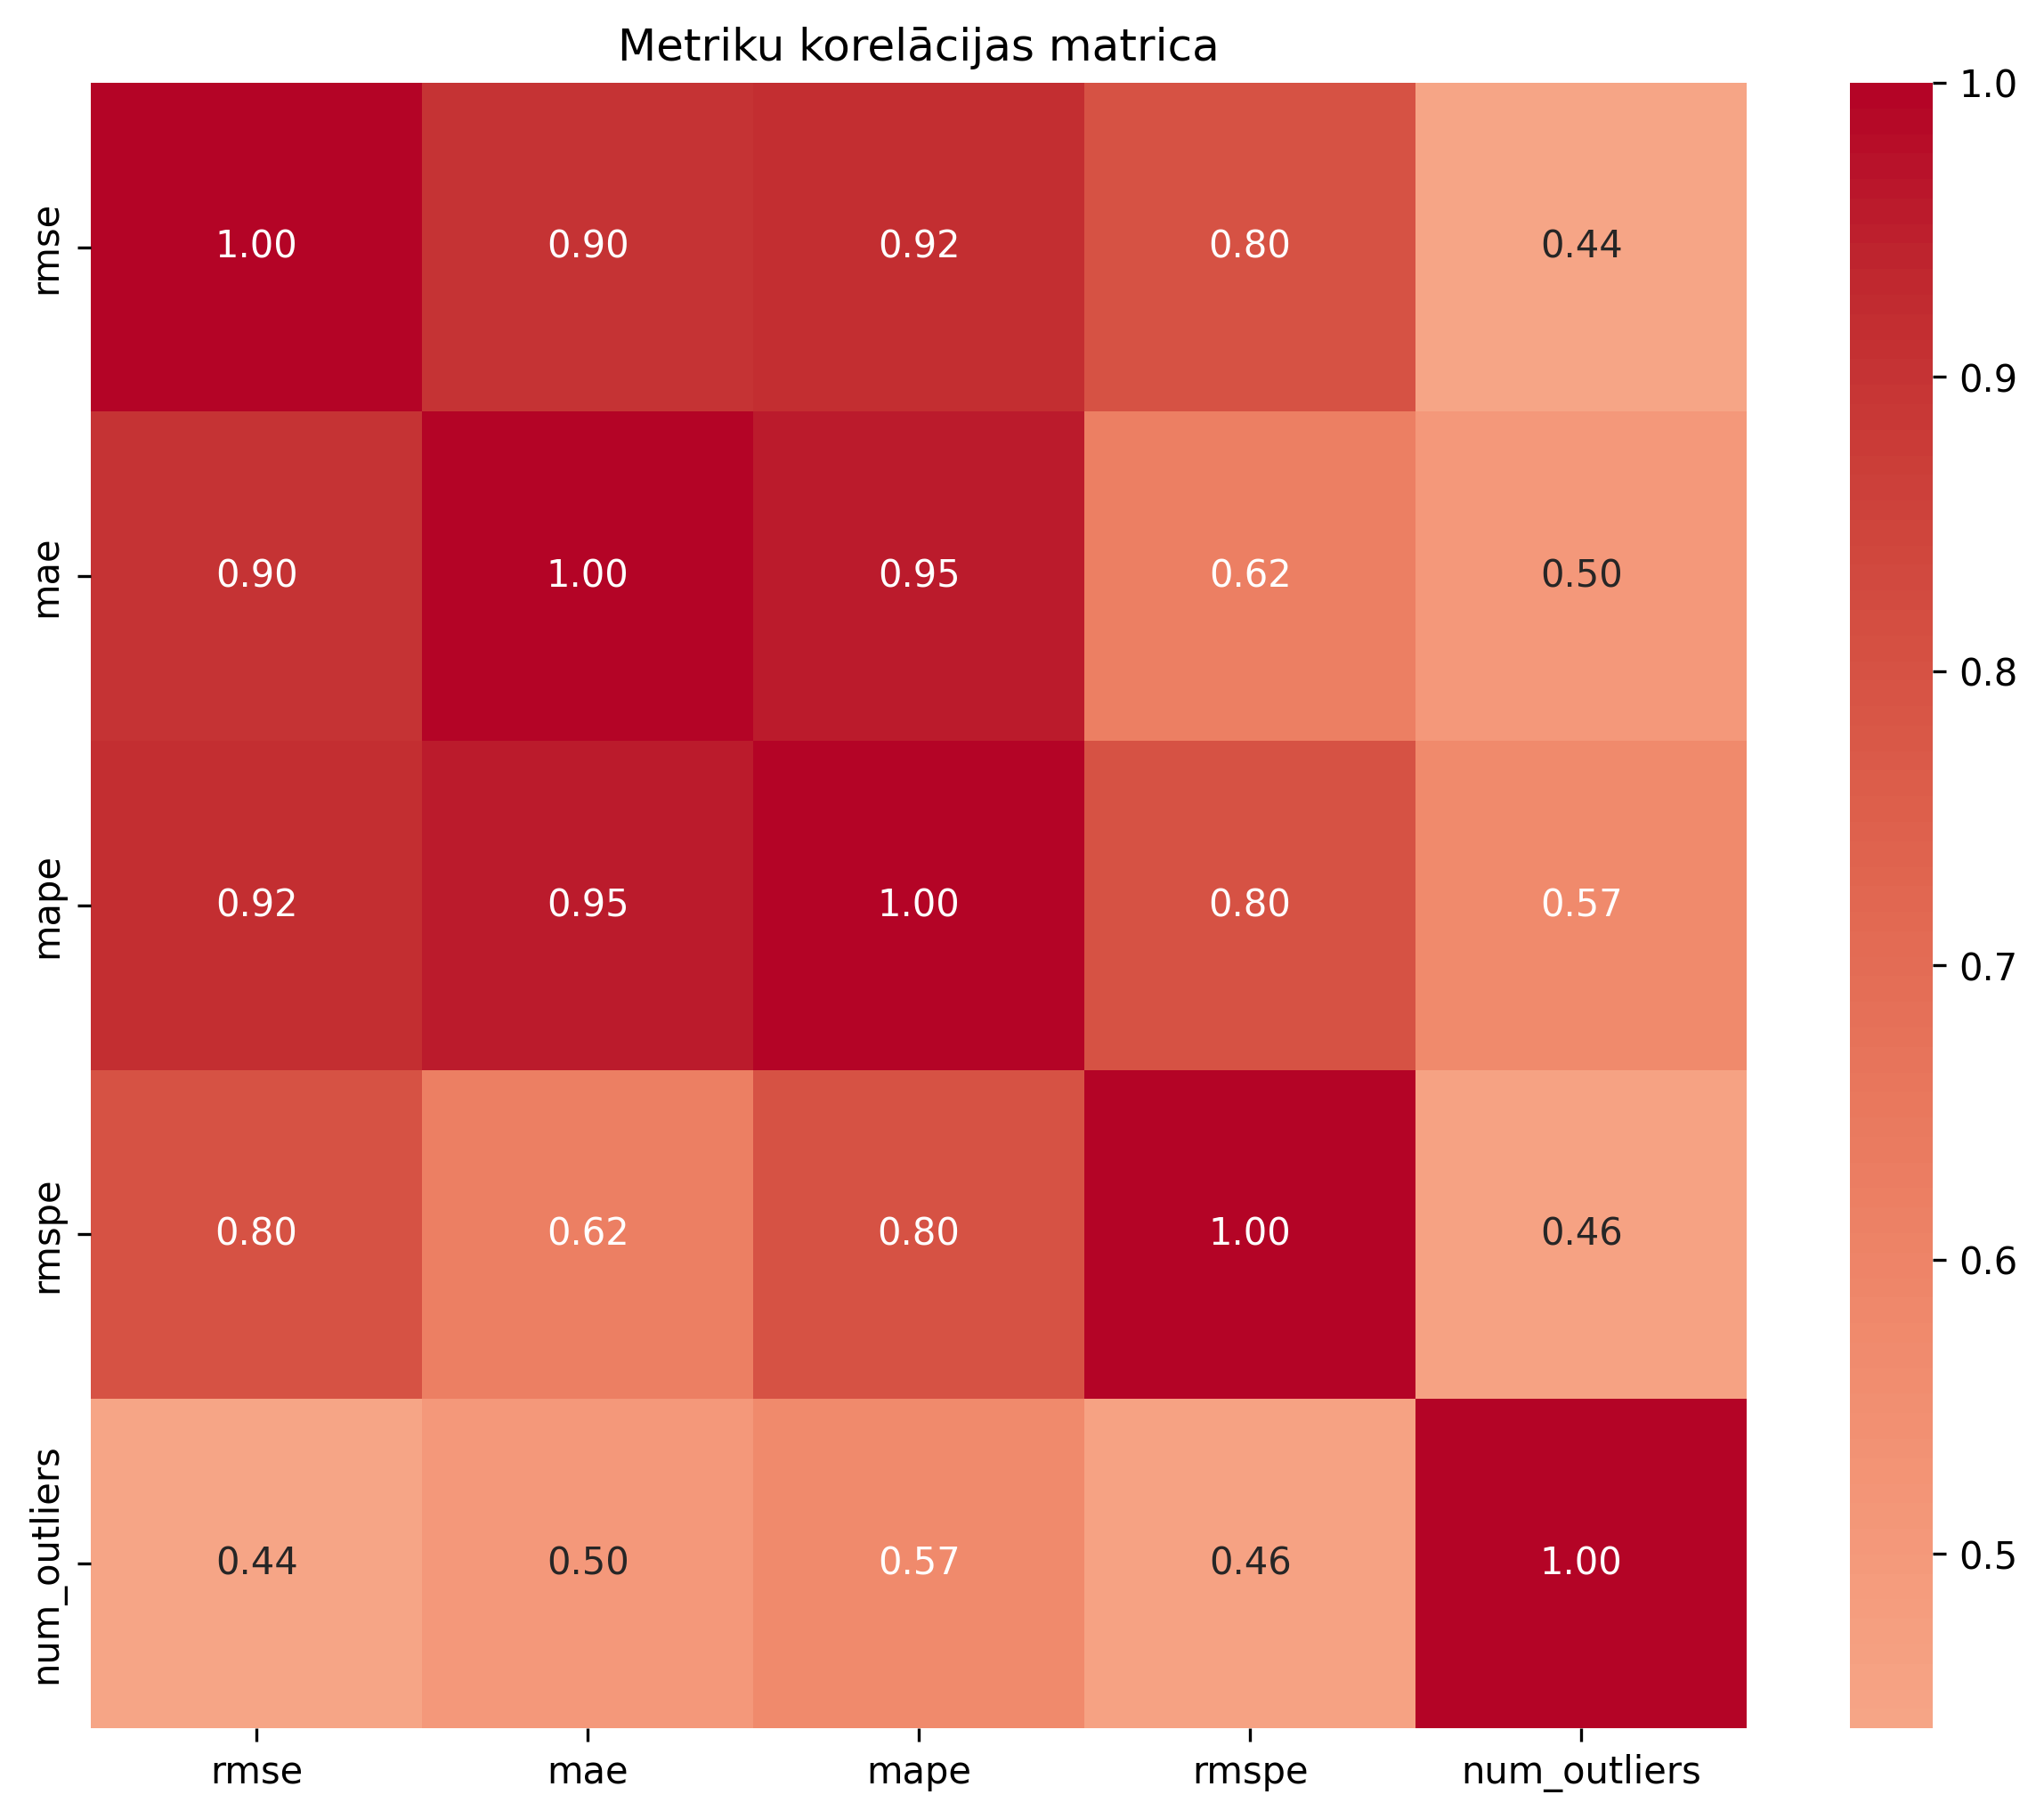 Metriku korelācijas matrica
rmse 1.00 0.90 0.92 0.80 0.44
mae 0.90 1.00 0.95 0.62 0.50
mape 0.92 0.95 1.00 0.80 0.57
rmspe 0.80 0.62 0.80 1.00 0.46
num_outliers 0.44 0.50 0.57 0.46 1.00
rmse mae mape rmspe num_outliers
1.0
0.9
0.8
0.7
0.6
0.5